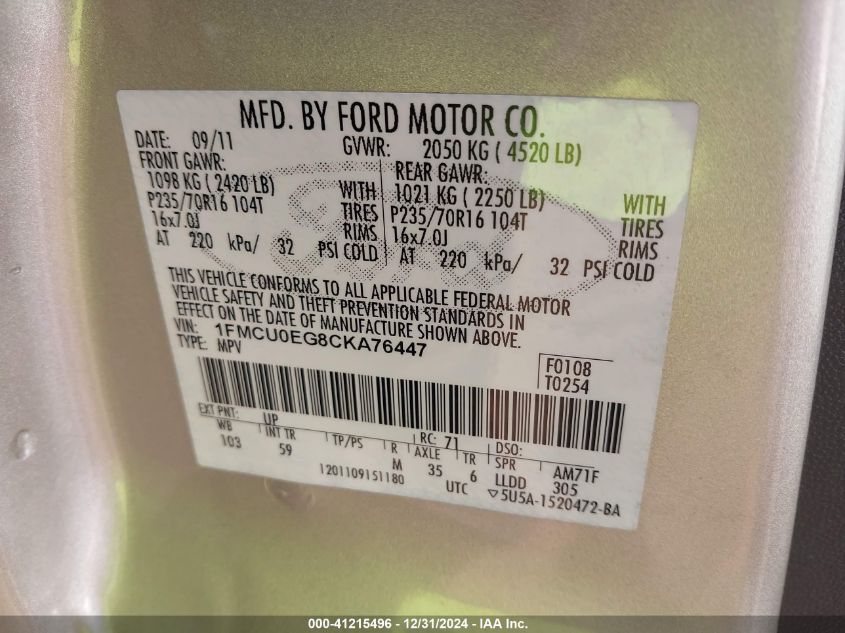 MFD. BY FORD MOTOR CO.
DATE: 09/11 GVWR: 2050 KG ( 4520 LB)
FRONT GAWR: REAR GAWR:
1098 KG ( 2420 LB) WITH 1021 KG ( 2250 LB) WITH
P235/70R16 104T TIRES P235/70R16 104T TIRES
16x7.0J RIMS 16x7.0J RIMS
AT 220 kPa/ 32 PSI COLD AT 220 kPa/ 32 PSI COLD
THIS VEHICLE CONFORMS TO ALL APPLICABLE FEDERAL MOTOR
VEHICLE SAFETY AND THEFT PREVENTION STANDARDS IN
EFFECT ON THE DATE OF MANUFACTURE SHOWN ABOVE.
VIN: 1FMCU0EG8CKA76447
TYPE: MPV
F0108
T0254
EXT PNT: UP RC: 71 DSO:
WB INT TR TP/PS R AXLE TR SPR AM71F
103 59 M 35 6 LLDD 305
1201109151180 UTC ▽5U5A-1520472-BA
Ford
000-41215496 - 12/31/2024 - IAA Inc.